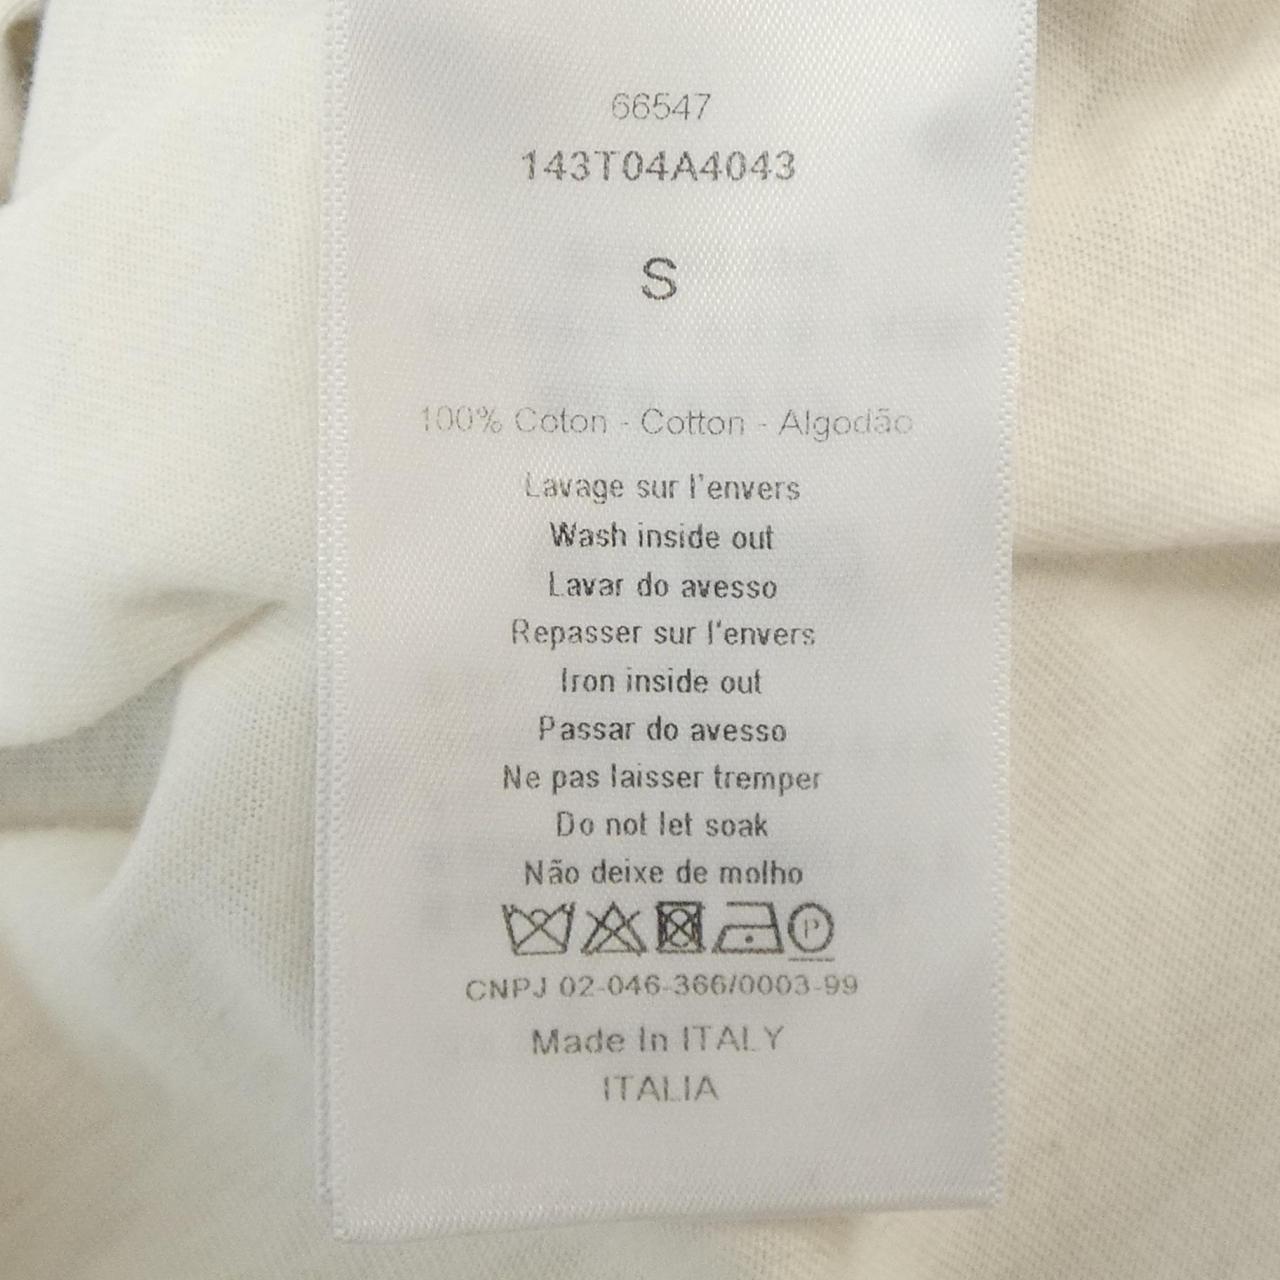 66547
143T04A4043
S
100% Coton - Cotton - Algodão
Lavage sur l'envers
Wash inside out
Lavar do avesso
Repasser sur l'envers
Iron inside out
Passar do avesso
Ne pas laisser tremper
Do not let soak
Não deixe de molho
P
CNPJ 02-046-366/0003-99
Made In ITALY
ITALIA